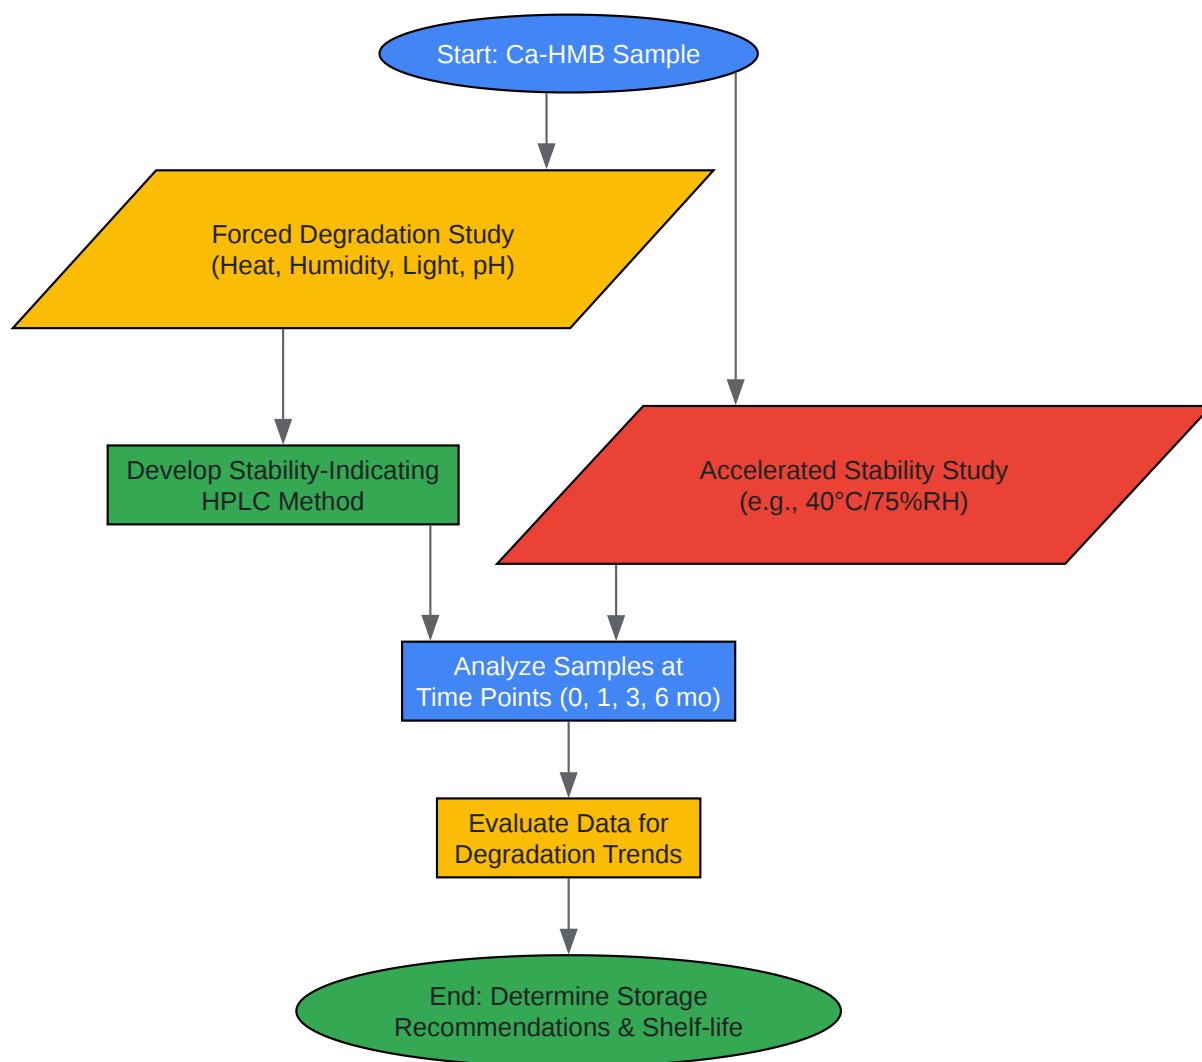 Start: Ca-HMB Sample
Forced Degradation Study
(Heat, Humidity, Light, pH)
Develop Stability-Indicating
HPLC Method
Accelerated Stability Study
(e.g., 40°C/75%RH)
Analyze Samples at
Time Points (0, 1, 3, 6 mo)
Evaluate Data for
Degradation Trends
End: Determine Storage
Recommendations & Shelf-life